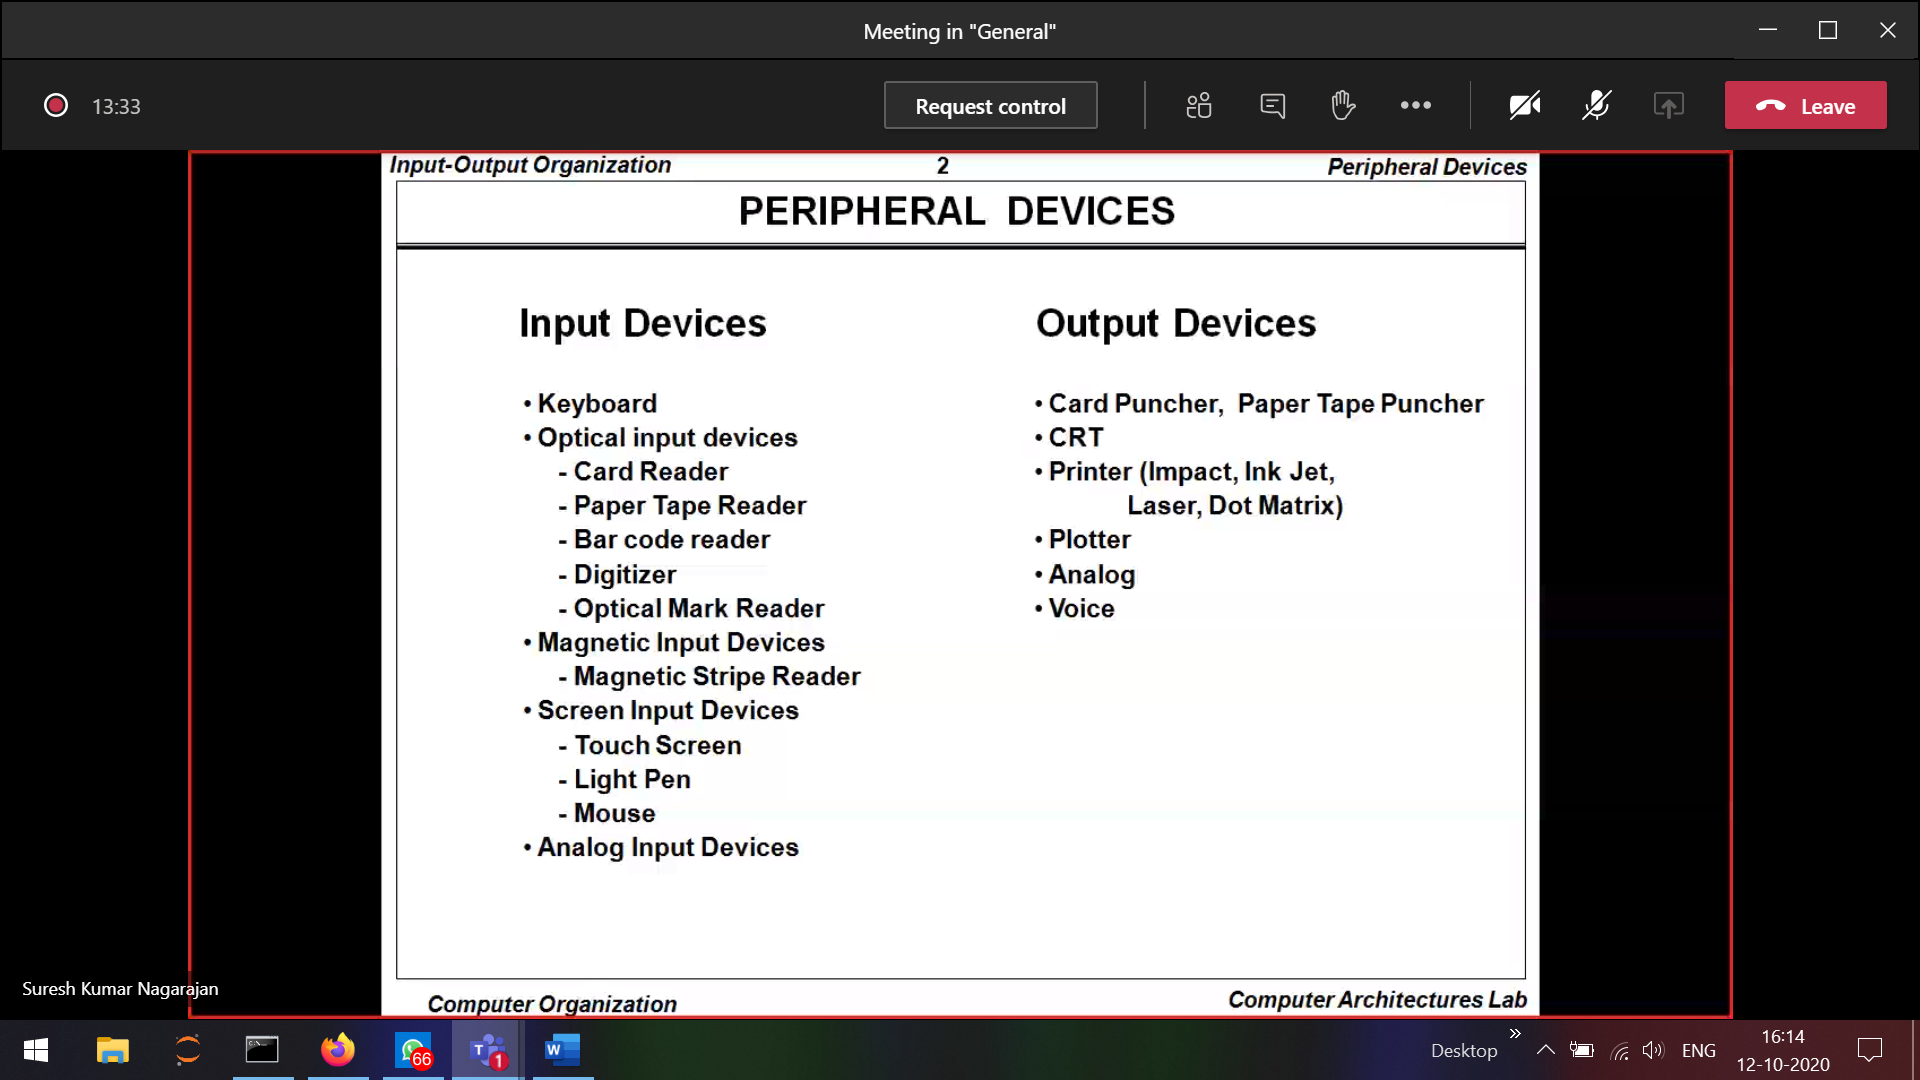 Meeting in "General"
13:33
Request control
Leave
Input-Output Organization 2 Peripheral Devices
PERIPHERAL DEVICES
Input Devices
• Keyboard
• Optical input devices
- Card Reader
- Paper Tape Reader
- Bar code reader
- Digitizer
- Optical Mark Reader
• Magnetic Input Devices
- Magnetic Stripe Reader
• Screen Input Devices
- Touch Screen
- Light Pen
- Mouse
• Analog Input Devices
Output Devices
• Card Puncher, Paper Tape Puncher
• CRT
• Printer (Impact, Ink Jet,
Laser, Dot Matrix)
• Plotter
• Analog
• Voice
Suresh Kumar Nagarajan
Computer Organization Computer Architectures Lab
66
T
1
W
Desktop
ENG
16:14
12-10-2020